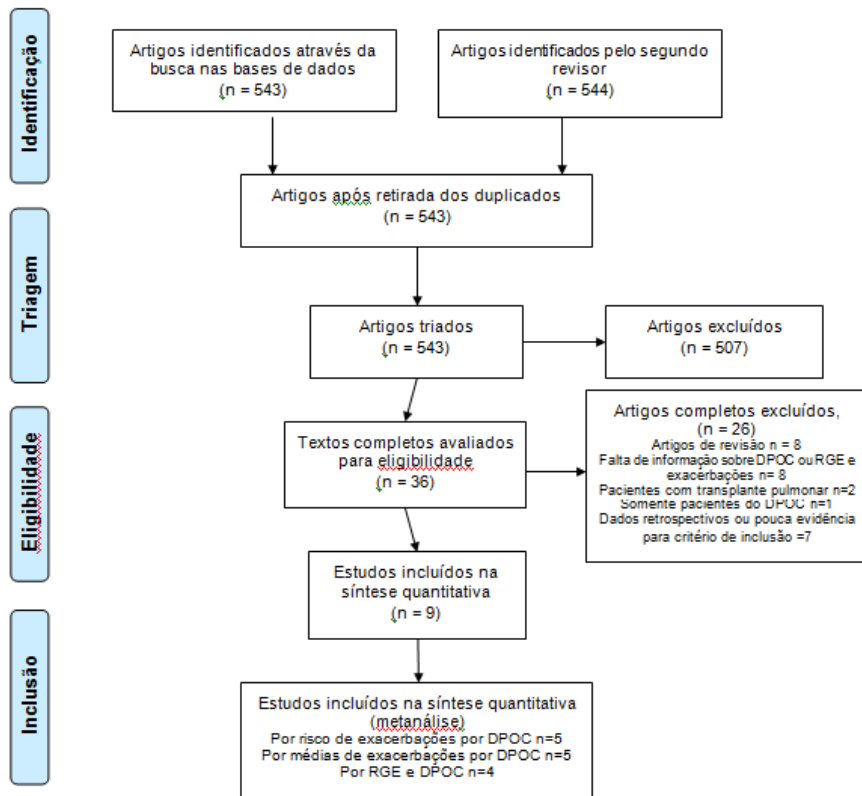 Identificação
Artigos identificados através da
busca nas bases de dados
(n = 543)
Artigos identificados pelo segundo
revisor
(n = 544)
Artigos após retirada dos duplicados
(n = 543)
Triagem
Artigos triados
(n = 543)
Artigos excluídos
(n = 507)
Eligibilidade
Textos completos avaliados
para eligibilidade
(n = 36)
Artigos completos excluídos,
(n = 26)
Artigos de revisão n = 8
Falta de informação sobre DPOC ou RGE e
exacerbações n= 8
Pacientes com transplante pulmonar n=2
Somente pacientes do DPOC n=1
Dados retrospectivos ou pouca evidência
para critério de inclusão =7
Estudos incluídos na
síntese quantitativa
(n = 9)
Inclusão
Estudos incluídos na síntese quantitativa
(metanálise)
Por risco de exacerbações por DPOC n=5
Por médias de exacerbações por DPOC n=5
Por RGE e DPOC n=4